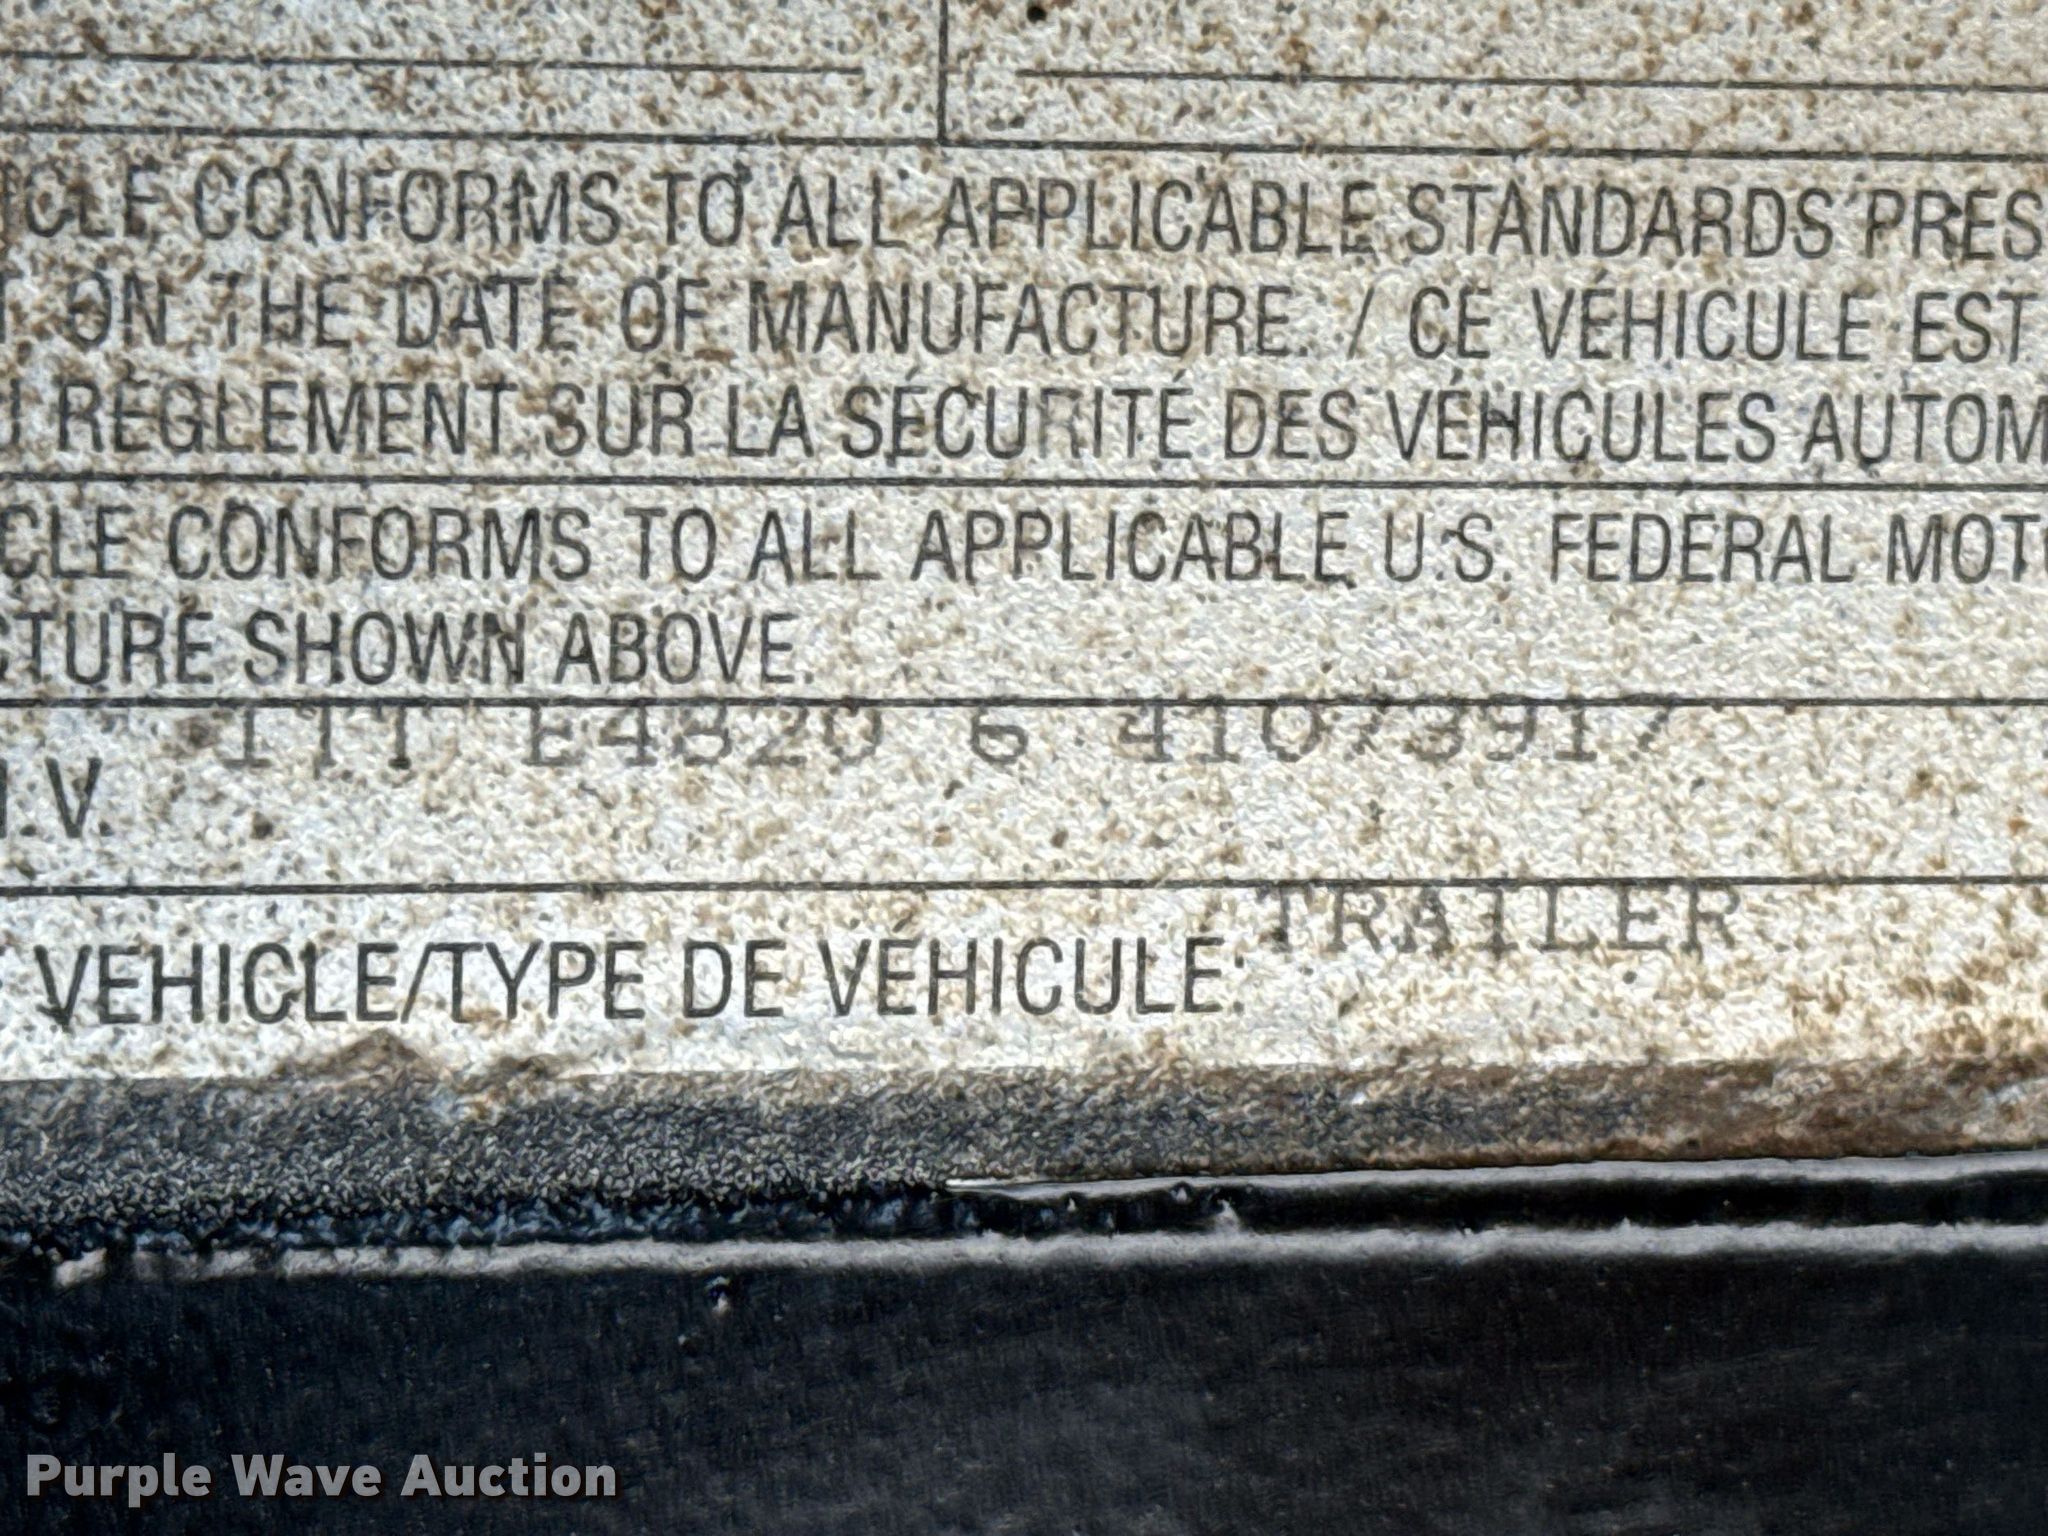 CLE CONFORMS TO ALL APPLICABLE STANDARDS PRES
T ON THE DATE OF MANUFACTURE. / CE VÉHICULE EST
U RÈGLEMENT SUR LA SÉCURITÉ DES VÉHICULES AUTOM
CLE CONFORMS TO ALL APPLICABLE U.S. FEDERAL MOT
CTURE SHOWN ABOVE.
1TT E4820 6 41073917
I.V.
TRAILER
VEHICLE/TYPE DE VÉHICULE:
Purple Wave Auction